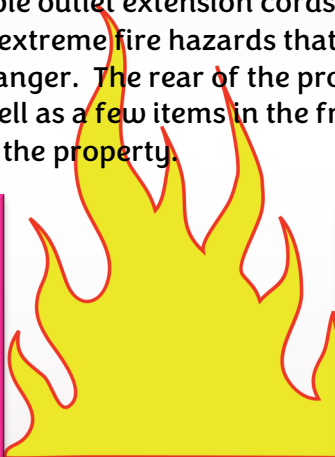 ple outlet extension cords
extreme fire hazards that
anger. The rear of the pro
ell as a few items in the fr
the property.